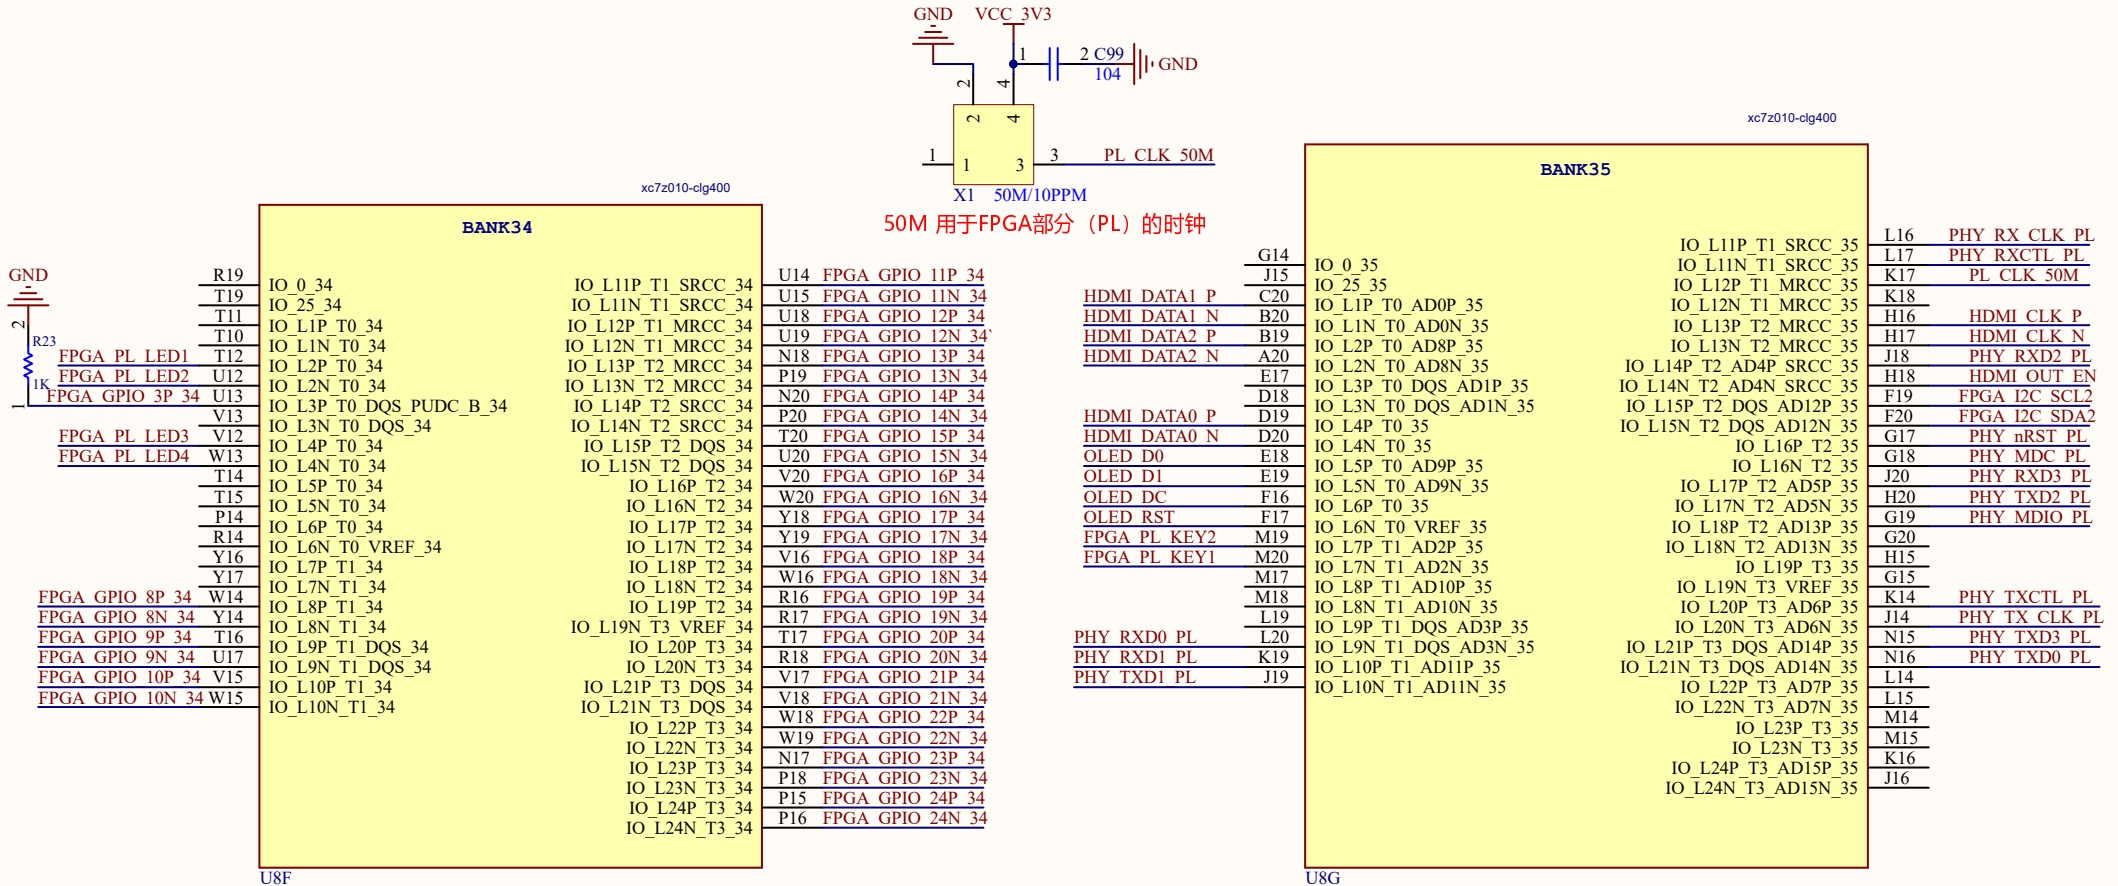 GND
VCC_3V3
1
2 C99
104
GND
2
4
2
4
1
1
3
3
PL_CLK_50M
X1 50M/10PPM
50M 用于FPGA部分（PL）的时钟
xc7z010-clg400
BANK34
GND
2
R23
1K
1
R19 IO_0_34
T19 IO_25_34
T11 IO_L1P_T0_34
T10 IO_L1N_T0_34
FPGA_PL_LED1 T12 IO_L2P_T0_34
FPGA_PL_LED2 U12 IO_L2N_T0_34
FPGA_GPIO_3P_34 U13 IO_L3P_T0_DQS_PUDC_B_34
V13 IO_L3N_T0_DQS_34
FPGA_PL_LED3 V12 IO_L4P_T0_34
FPGA_PL_LED4 W13 IO_L4N_T0_34
T14 IO_L5P_T0_34
T15 IO_L5N_T0_34
P14 IO_L6P_T0_34
R14 IO_L6N_T0_VREF_34
Y16 IO_L7P_T1_34
Y17 IO_L7N_T1_34
FPGA_GPIO_8P_34 W14 IO_L8P_T1_34
FPGA_GPIO_8N_34 Y14 IO_L8N_T1_34
FPGA_GPIO_9P_34 T16 IO_L9P_T1_DQS_34
FPGA_GPIO_9N_34 U17 IO_L9N_T1_DQS_34
FPGA_GPIO_10P_34 V15 IO_L10P_T1_34
FPGA_GPIO_10N_34 W15 IO_L10N_T1_34
IO_L11P_T1_SRCC_34 U14 FPGA_GPIO_11P_34
IO_L11N_T1_SRCC_34 U15 FPGA_GPIO_11N_34
IO_L12P_T1_MRCC_34 U18 FPGA_GPIO_12P_34
IO_L12N_T1_MRCC_34 U19 FPGA_GPIO_12N_34`
IO_L13P_T2_MRCC_34 N18 FPGA_GPIO_13P_34
IO_L13N_T2_MRCC_34 P19 FPGA_GPIO_13N_34
IO_L14P_T2_SRCC_34 N20 FPGA_GPIO_14P_34
IO_L14N_T2_SRCC_34 P20 FPGA_GPIO_14N_34
IO_L15P_T2_DQS_34 T20 FPGA_GPIO_15P_34
IO_L15N_T2_DQS_34 U20 FPGA_GPIO_15N_34
IO_L16P_T2_34 V20 FPGA_GPIO_16P_34
IO_L16N_T2_34 W20 FPGA_GPIO_16N_34
IO_L17P_T2_34 Y18 FPGA_GPIO_17P_34
IO_L17N_T2_34 Y19 FPGA_GPIO_17N_34
IO_L18P_T2_34 V16 FPGA_GPIO_18P_34
IO_L18N_T2_34 W16 FPGA_GPIO_18N_34
IO_L19P_T2_34 R16 FPGA_GPIO_19P_34
IO_L19N_T3_VREF_34 R17 FPGA_GPIO_19N_34
IO_L20P_T3_34 T17 FPGA_GPIO_20P_34
IO_L20N_T3_34 R18 FPGA_GPIO_20N_34
IO_L21P_T3_DQS_34 V17 FPGA_GPIO_21P_34
IO_L21N_T3_DQS_34 V18 FPGA_GPIO_21N_34
IO_L22P_T3_34 W18 FPGA_GPIO_22P_34
IO_L22N_T3_34 W19 FPGA_GPIO_22N_34
IO_L23P_T3_34 N17 FPGA_GPIO_23P_34
IO_L23N_T3_34 P18 FPGA_GPIO_23N_34
IO_L24P_T3_34 P15 FPGA_GPIO_24P_34
IO_L24N_T3_34 P16 FPGA_GPIO_24N_34
U8F
xc7z010-clg400
BANK35
G14 IO_0_35
J15 IO_25_35
HDMI_DATA1_P C20 IO_L1P_T0_AD0P_35
HDMI_DATA1_N B20 IO_L1N_T0_AD0N_35
HDMI_DATA2_P B19 IO_L2P_T0_AD8P_35
HDMI_DATA2_N A20 IO_L2N_T0_AD8N_35
E17 IO_L3P_T0_DQS_AD1P_35
D18 IO_L3N_T0_DQS_AD1N_35
HDMI_DATA0_P D19 IO_L4P_T0_35
HDMI_DATA0_N D20 IO_L4N_T0_35
OLED_D0 E18 IO_L5P_T0_AD9P_35
OLED_D1 E19 IO_L5N_T0_AD9N_35
OLED_DC F16 IO_L6P_T0_35
OLED_RST F17 IO_L6N_T0_VREF_35
FPGA_PL_KEY2 M19 IO_L7P_T1_AD2P_35
FPGA_PL_KEY1 M20 IO_L7N_T1_AD2N_35
M17 IO_L8P_T1_AD10P_35
M18 IO_L8N_T1_AD10N_35
L19 IO_L9P_T1_DQS_AD3P_35
PHY_RXD0_PL L20 IO_L9N_T1_DQS_AD3N_35
PHY_RXD1_PL K19 IO_L10P_T1_AD11P_35
PHY_TXD1_PL J19 IO_L10N_T1_AD11N_35
IO_L11P_T1_SRCC_35 L16 PHY_RX_CLK_PL
IO_L11N_T1_SRCC_35 L17 PHY_RXCTL_PL
IO_L12P_T1_MRCC_35 K17 PL_CLK_50M
IO_L12N_T1_MRCC_35 K18
IO_L13P_T2_MRCC_35 H16 HDMI_CLK_P
IO_L13N_T2_MRCC_35 H17 HDMI_CLK_N
IO_L14P_T2_AD4P_SRCC_35 J18 PHY_RXD2_PL
IO_L14N_T2_AD4N_SRCC_35 H18 HDMI_OUT_EN
IO_L15P_T2_DQS_AD12P_35 F19 FPGA_I2C_SCL2
IO_L15N_T2_DQS_AD12N_35 F20 FPGA_I2C_SDA2
IO_L16P_T2_35 G17 PHY_nRST_PL
IO_L16N_T2_35 G18 PHY_MDC_PL
IO_L17P_T2_AD5P_35 J20 PHY_RXD3_PL
IO_L17N_T2_AD5N_35 H20 PHY_TXD2_PL
IO_L18P_T2_AD13P_35 G19 PHY_MDIO_PL
IO_L18N_T2_AD13N_35 G20
IO_L19P_T3_35 H15
IO_L19N_T3_VREF_35 G15
IO_L20P_T3_AD6P_35 K14 PHY_TXCTL_PL
IO_L20N_T3_AD6N_35 J14 PHY_TX_CLK_PL
IO_L21P_T3_DQS_AD14P_35 N15 PHY_TXD3_PL
IO_L21N_T3_DQS_AD14N_35 N16 PHY_TXD0_PL
IO_L22P_T3_AD7P_35 L14
IO_L22N_T3_AD7N_35 L15
IO_L23P_T3_35 M14
IO_L23N_T3_35 M15
IO_L24P_T3_AD15P_35 K16
IO_L24N_T3_AD15N_35 J16
U8G